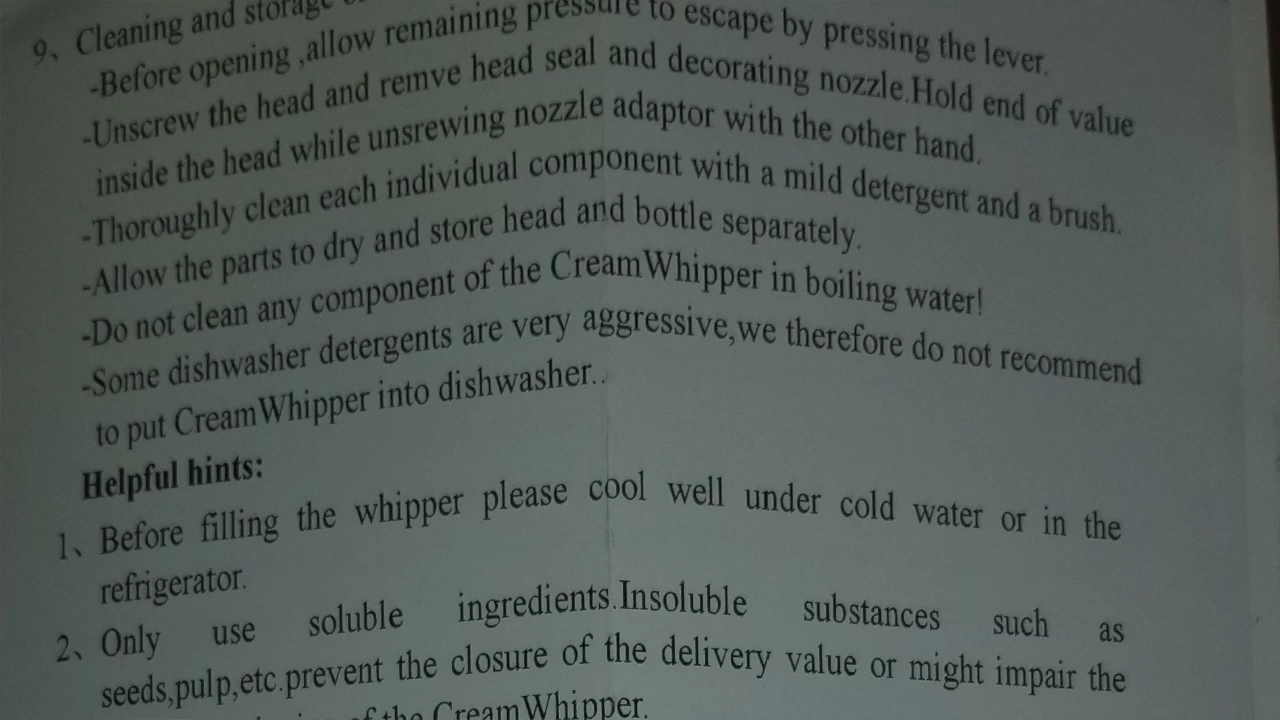 9、Cleaning and storage
-Before opening ,allow remaining pressure to escape by pressing the lever.
-Unscrew the head and remve head seal and decorating nozzle.Hold end of value
inside the head while unsrewing nozzle adaptor with the other hand.
-Thoroughly clean each individual component with a mild detergent and a brush.
-Allow the parts to dry and store head and bottle separately.
-Do not clean any component of the CreamWhipper in boiling water!
-Some dishwasher detergents are very aggressive,we therefore do not recommend
to put CreamWhipper into dishwasher..
Helpful hints:
1、Before filling the whipper please cool well under cold water or in the
refrigerator.
2、Only use soluble ingredients.Insoluble substances such as
seeds,pulp,etc.prevent the closure of the delivery value or might impair the
of the CreamWhipper.